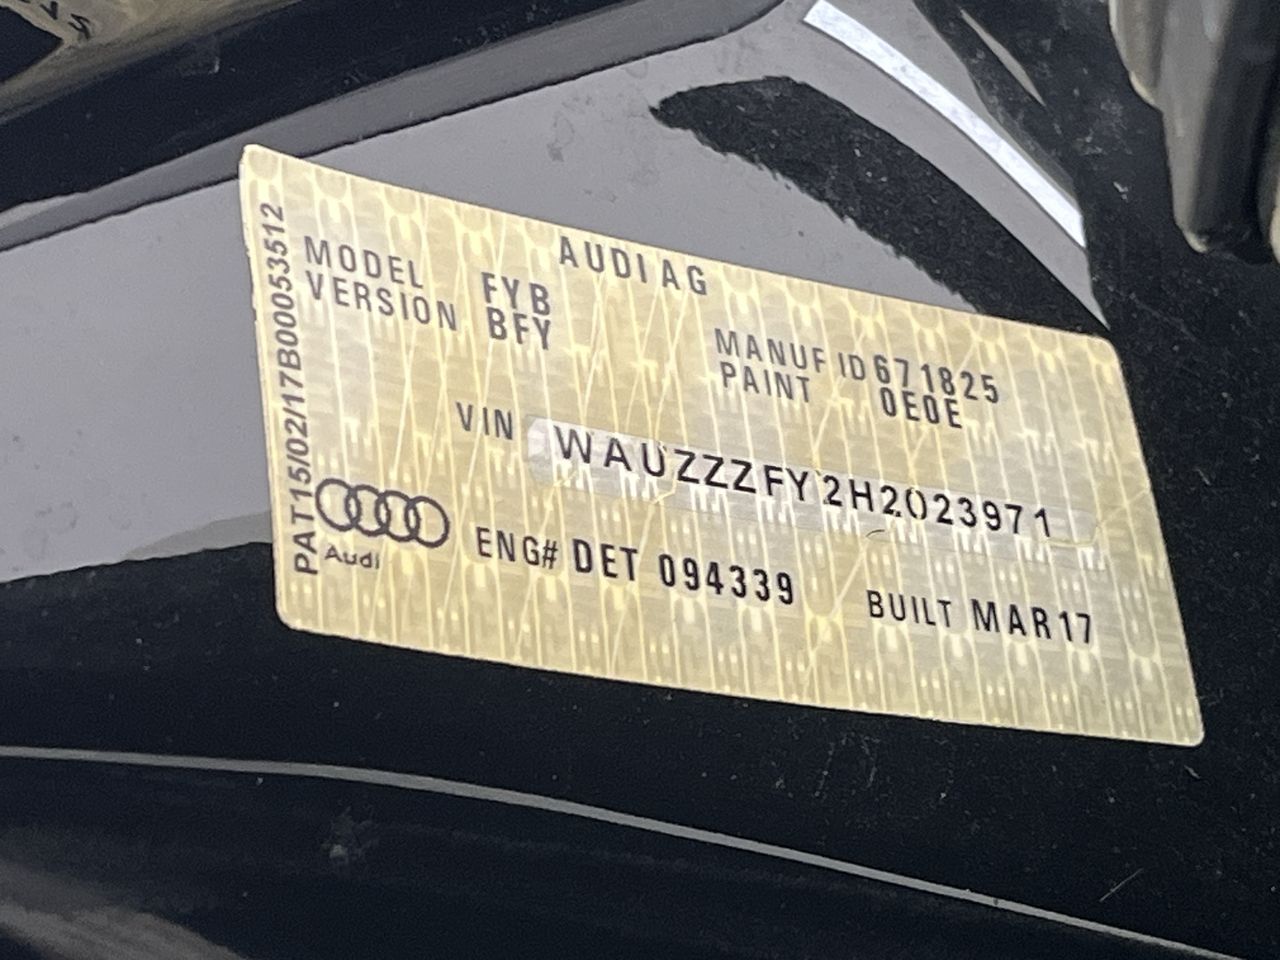 AUDI AG
MODEL FYB
VERSION BFY
MANUF ID 671825
PAINT 0E0E
VIN WAUZZZFY2H2023971
ENG# DET 094339
BUILT MAR17
Audi
PAT15/02/17B00053512